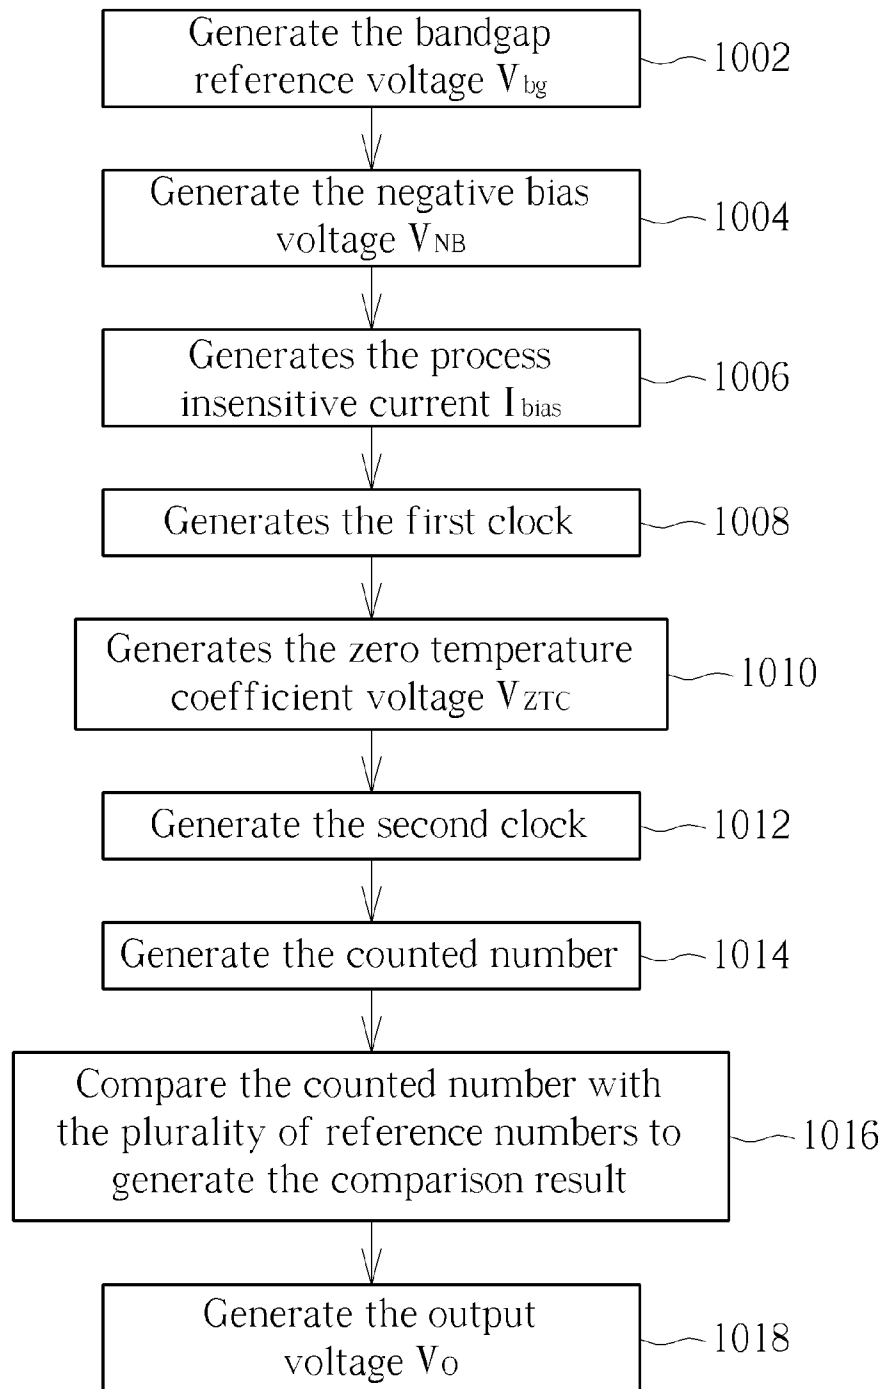 Generate the bandgap
reference voltage Vbg
1002
Generate the negative bias
voltage VNB
1004
Generates the process
insensitive current Ibias
1006
Generates the first clock
1008
Generates the zero temperature
coefficient voltage VZTC
1010
Generate the second clock
1012
Generate the counted number
1014
Compare the counted number with
the plurality of reference numbers to
generate the comparison result
1016
Generate the output
voltage VO
1018